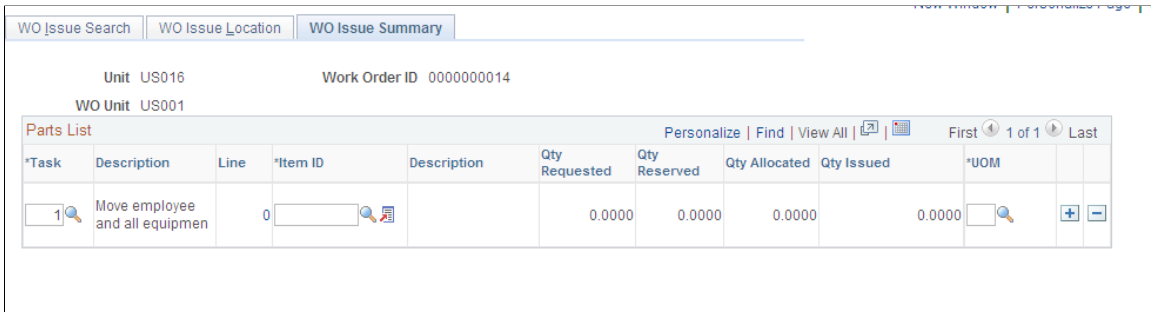 New Window | Personalize Page |
WO Issue Search WO Issue Location WO Issue Summary
Unit US016 Work Order ID 0000000014
WO Unit US001
Parts List Personalize | Find | View All | | First 1 of 1 Last
*Task Description Line *Item ID Description Qty Requested Qty Reserved Qty Allocated Qty Issued *UOM
1 Move employee and all equipmen 0 0.0000 0.0000 0.0000 0.0000